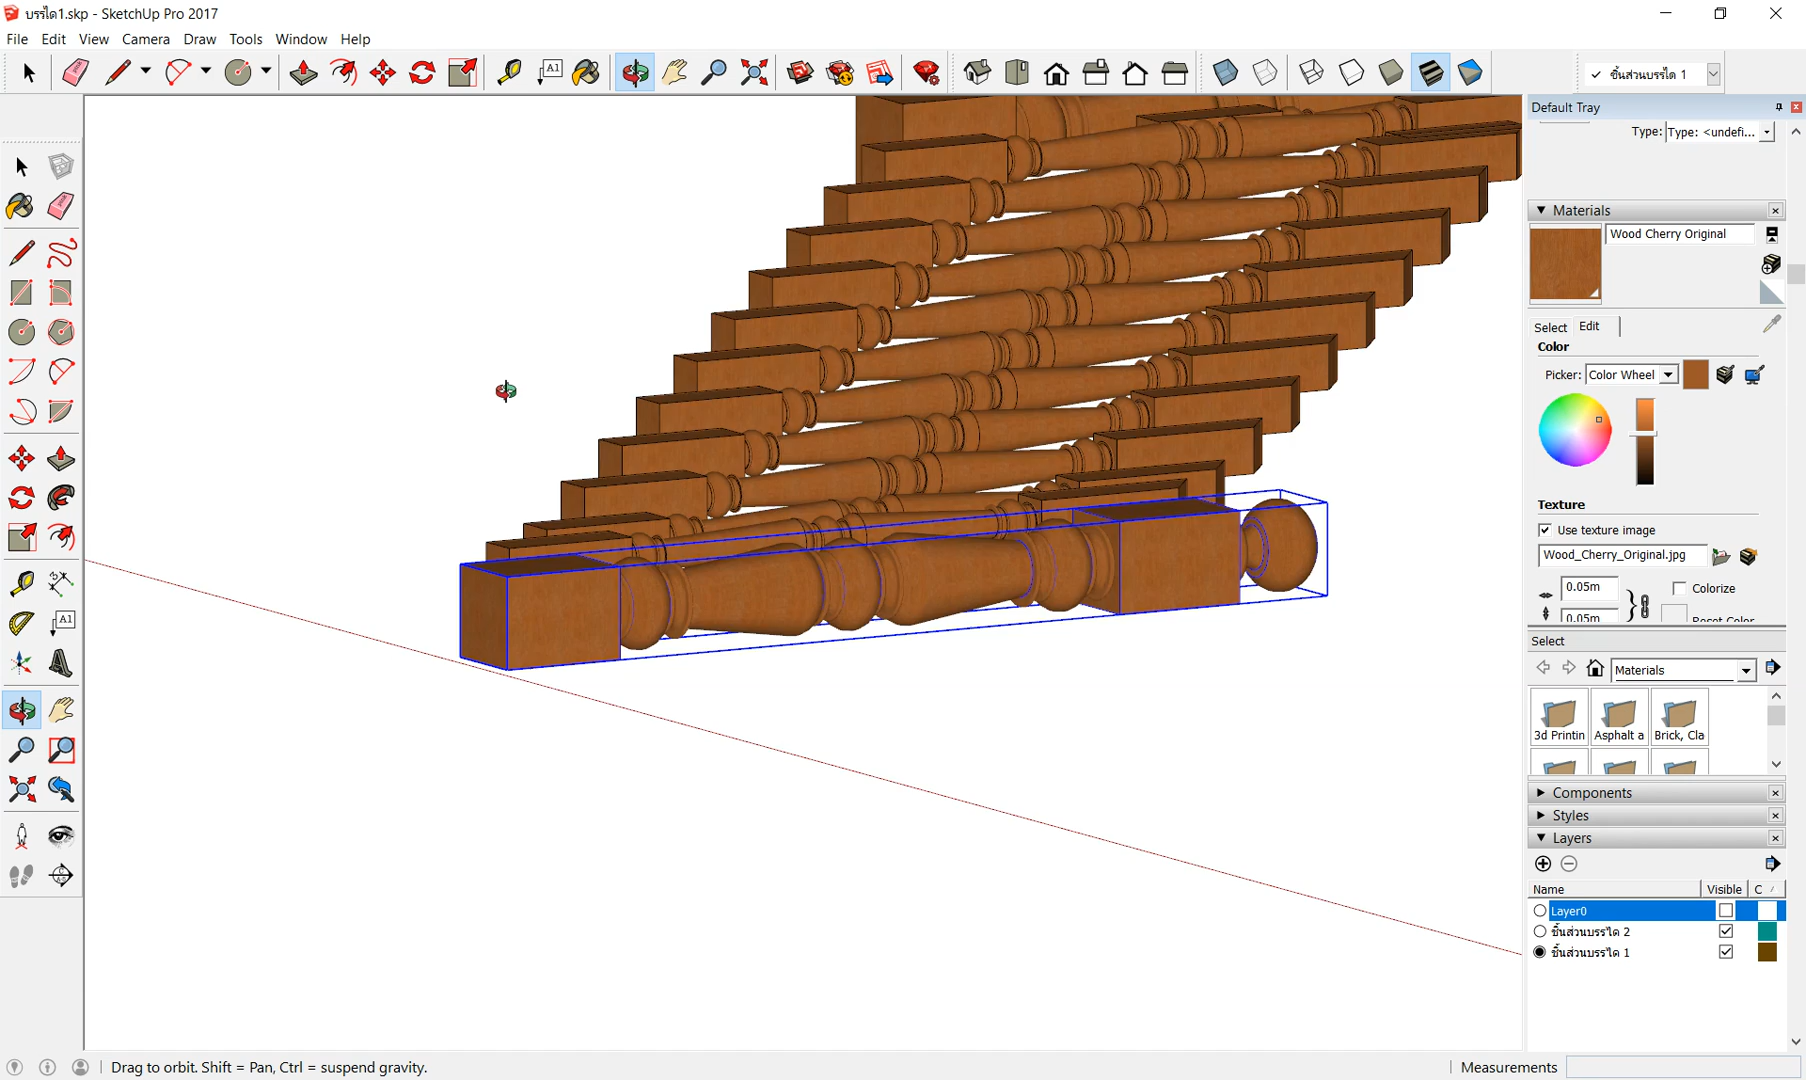 บรรได1.skp - SketchUp Pro 2017
File Edit View Camera Draw Tools Window Help
A1
✓ ชิ้นส่วนบรรได 1
Default Tray
Type: Type: <undefi...
Materials
Wood Cherry Original
Select Edit
Color
Picker: Color Wheel
Texture
Use texture image
Wood_Cherry_Original.jpg
0.05m Colorize
0.05m Reset Color
Select
Materials
3d Printin Asphalt a Brick, Cla
Components
Styles
Layers
Name Visible C
Layer0
ชิ้นส่วนบรรได 2
ชิ้นส่วนบรรได 1
A1
Drag to orbit. Shift = Pan, Ctrl = suspend gravity.
Measurements